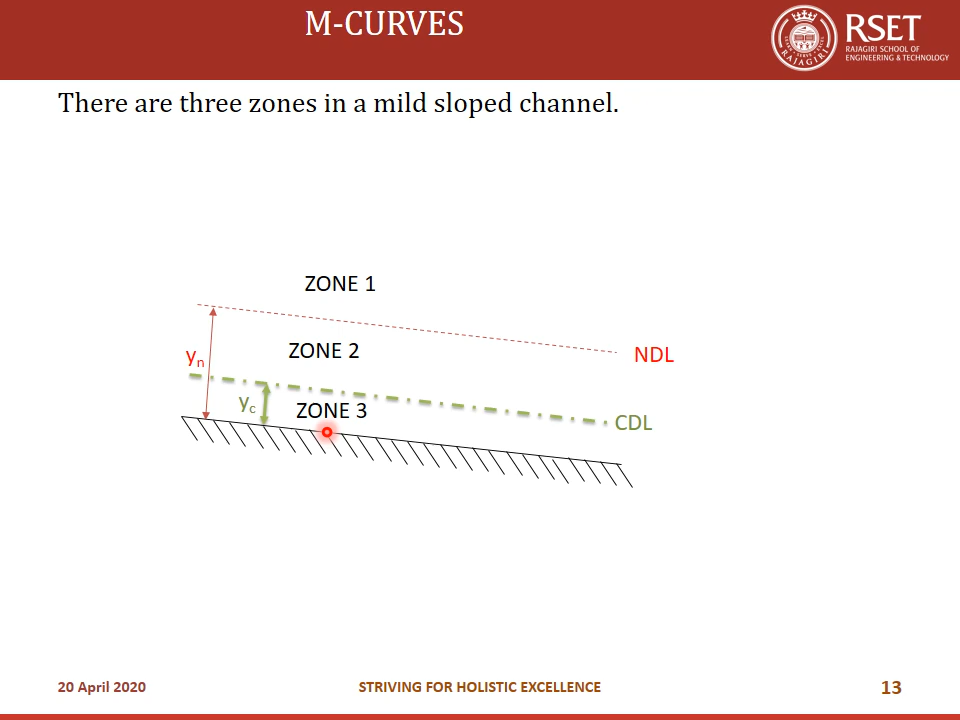 M-CURVES
RSET
RAJAGIRI SCHOOL OF
ENGINEERING & TECHNOLOGY
There are three zones in a mild sloped channel.
ZONE 1
ZONE 2
NDL
yn
yc
ZONE 3
CDL
20 April 2020
STRIVING FOR HOLISTIC EXCELLENCE
13